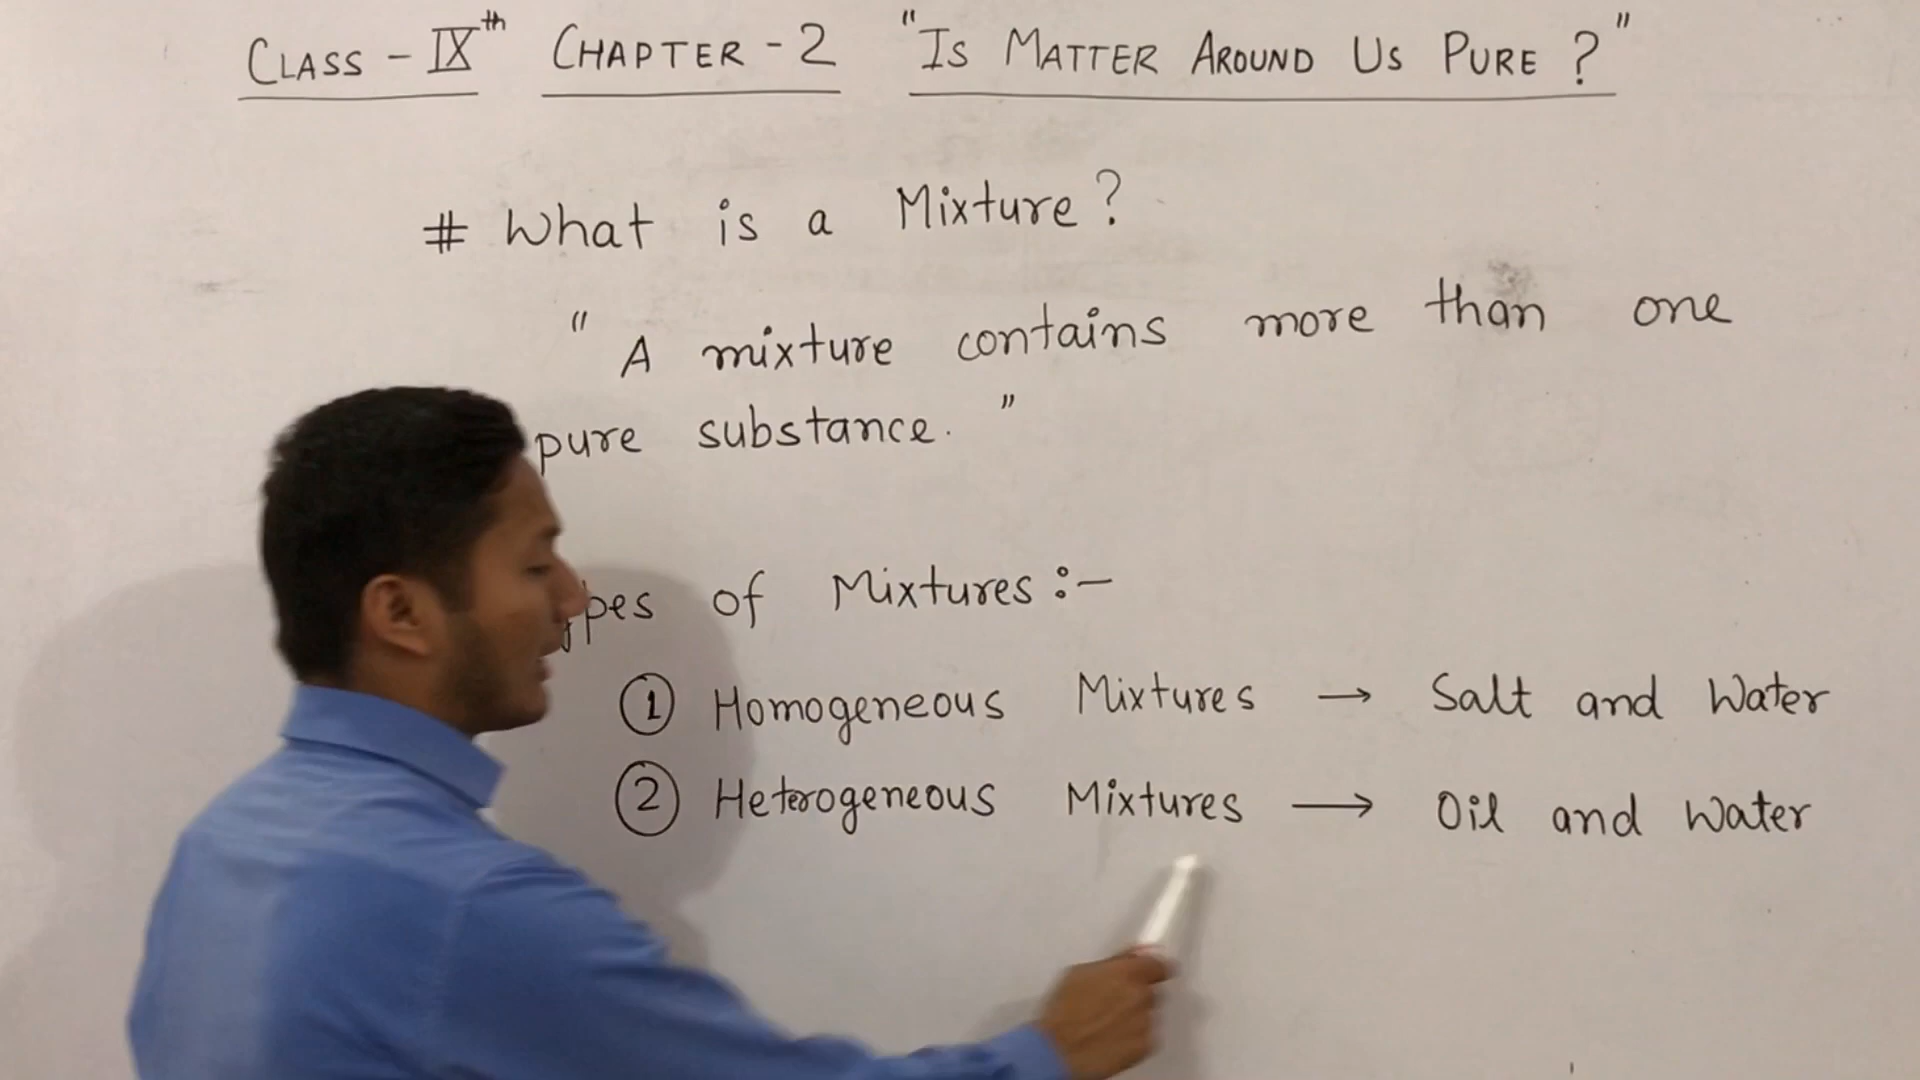 CLASS - IXth CHAPTER - 2 "IS MATTER AROUND US PURE ?"
# What is a Mixture?
" A mixture contains more than one
pure substance. "
of Mixtures :-
① Homogeneous Mixtures → Salt and Water
② Heterogeneous Mixtures → Oil and Water